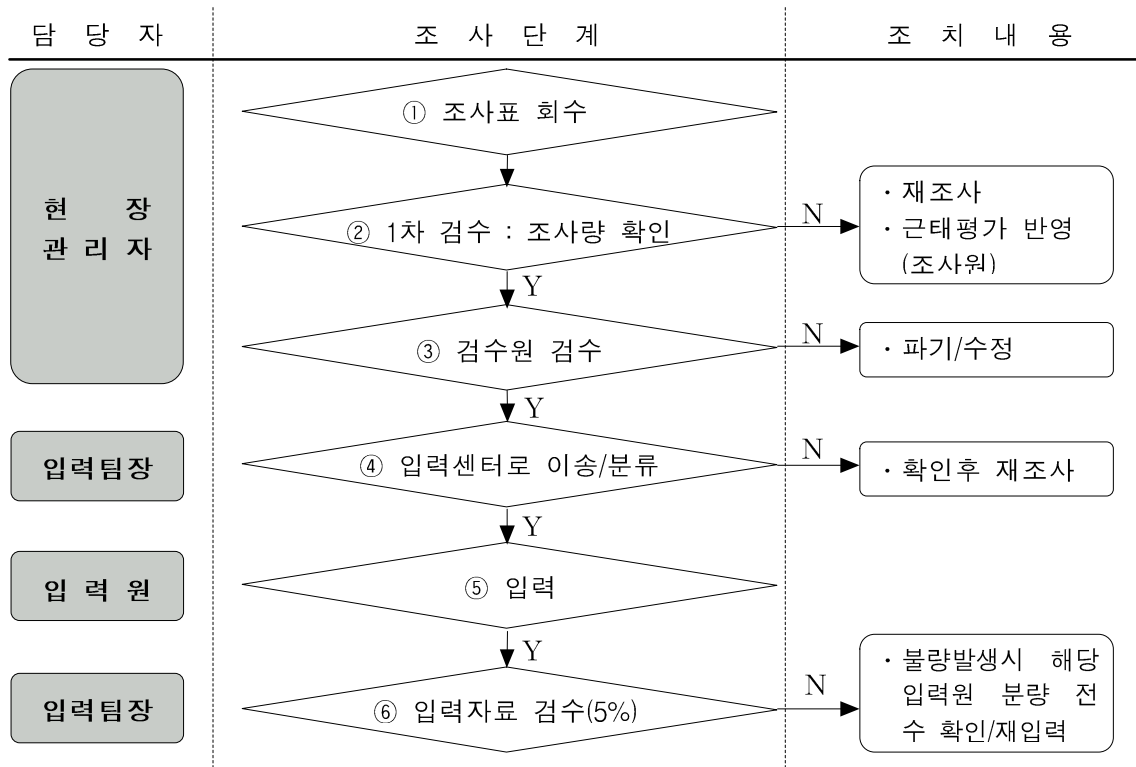 담 당 자
조 사 단 계
조 치 내 용
현 장
관 리 자
① 조사표 회수
② 1차 검수 : 조사량 확인
N
· 재조사
· 근태평가 반영
(조사원)
Y
③ 검수원 검수
N
· 파기/수정
Y
입력팀장
④ 입력센터로 이송/분류
N
· 확인후 재조사
Y
입 력 원
⑤ 입력
Y
입력팀장
⑥ 입력자료 검수(5%)
N
· 불량발생시 해당
입력원 분량 전
수 확인/재입력